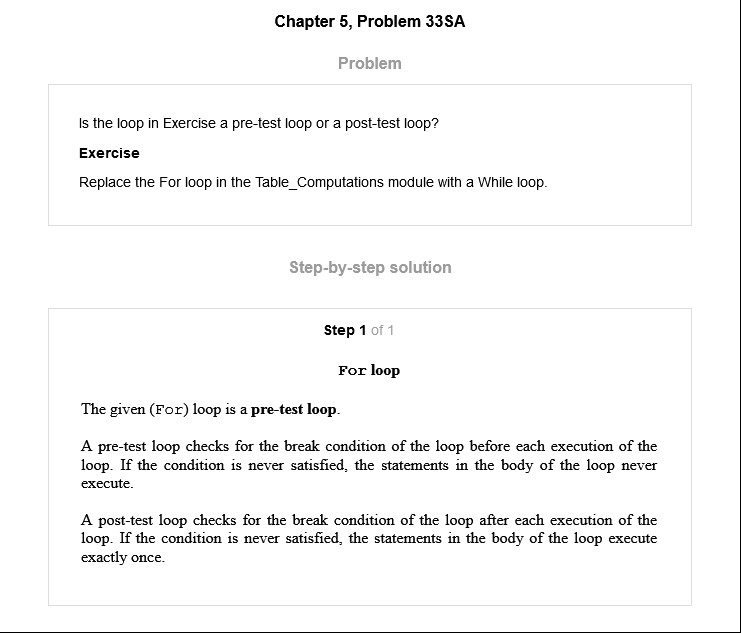 Chapter 5, Problem 33SA
Problem
Is the loop in Exercise a pre-test loop or a post-test loop?
Exercise
Replace the For loop in the Table_Computations module with a While loop.
Step-by-step solution
Step 1 of 1
For loop
The given (For) loop is a pre-test loop.
A pre-test loop checks for the break condition of the loop before each execution of the
loop. If the condition is never satisfied, the statements in the body of the loop never
execute.
A post-test loop checks for the break condition of the loop after each execution of the
loop. If the condition is never satisfied, the statements in the body of the loop execute
exactly once.